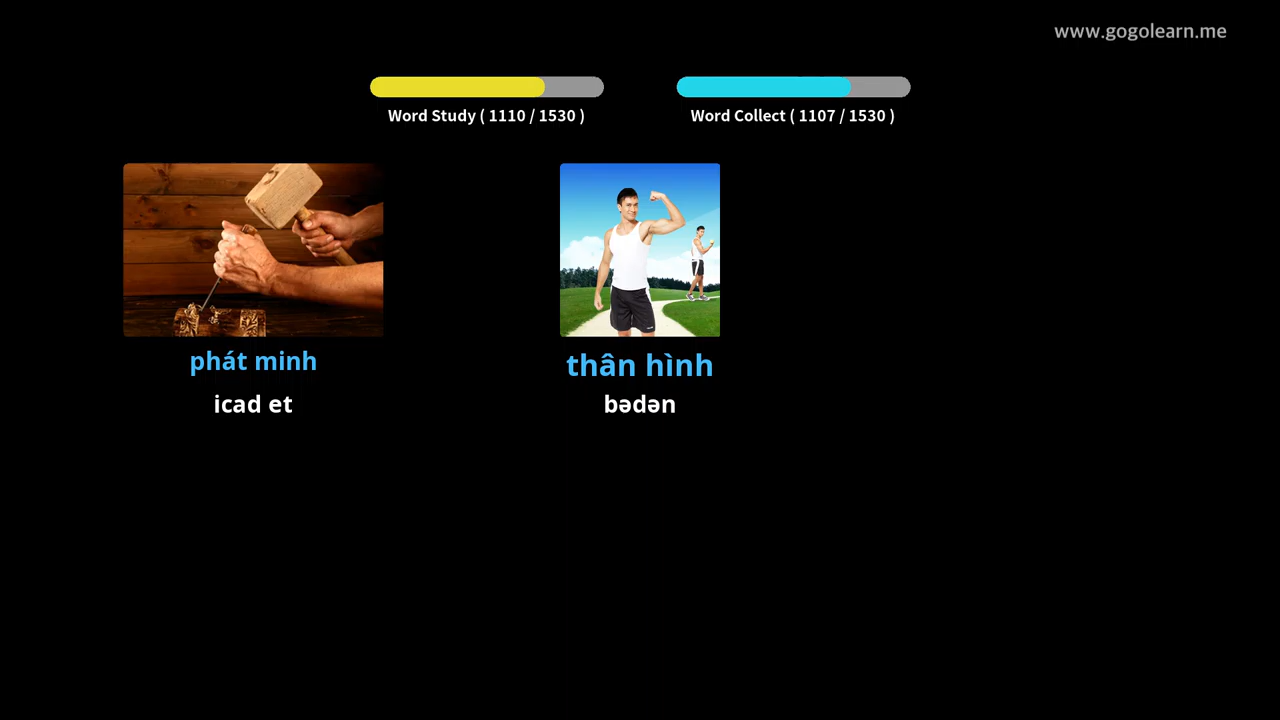 www.gogolearn.me
Word Study ( 1110 / 1530 )
Word Collect ( 1107 / 1530 )
phát minh
icad et
thân hình
bədən